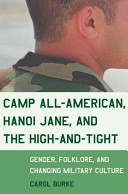 CAMP ALL-AMERICAN,
HANOI JANE, AND
THE HIGH-AND-TIGHT
GENDER, FOLKLORE, AND
CHANGING MILITARY CULTURE
CAROL BURKE